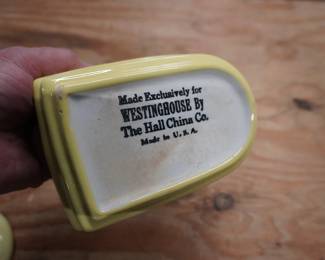 Made Exclusively for
WESTINGHOUSE By
The Hall China Co.
Made in U.S.A.